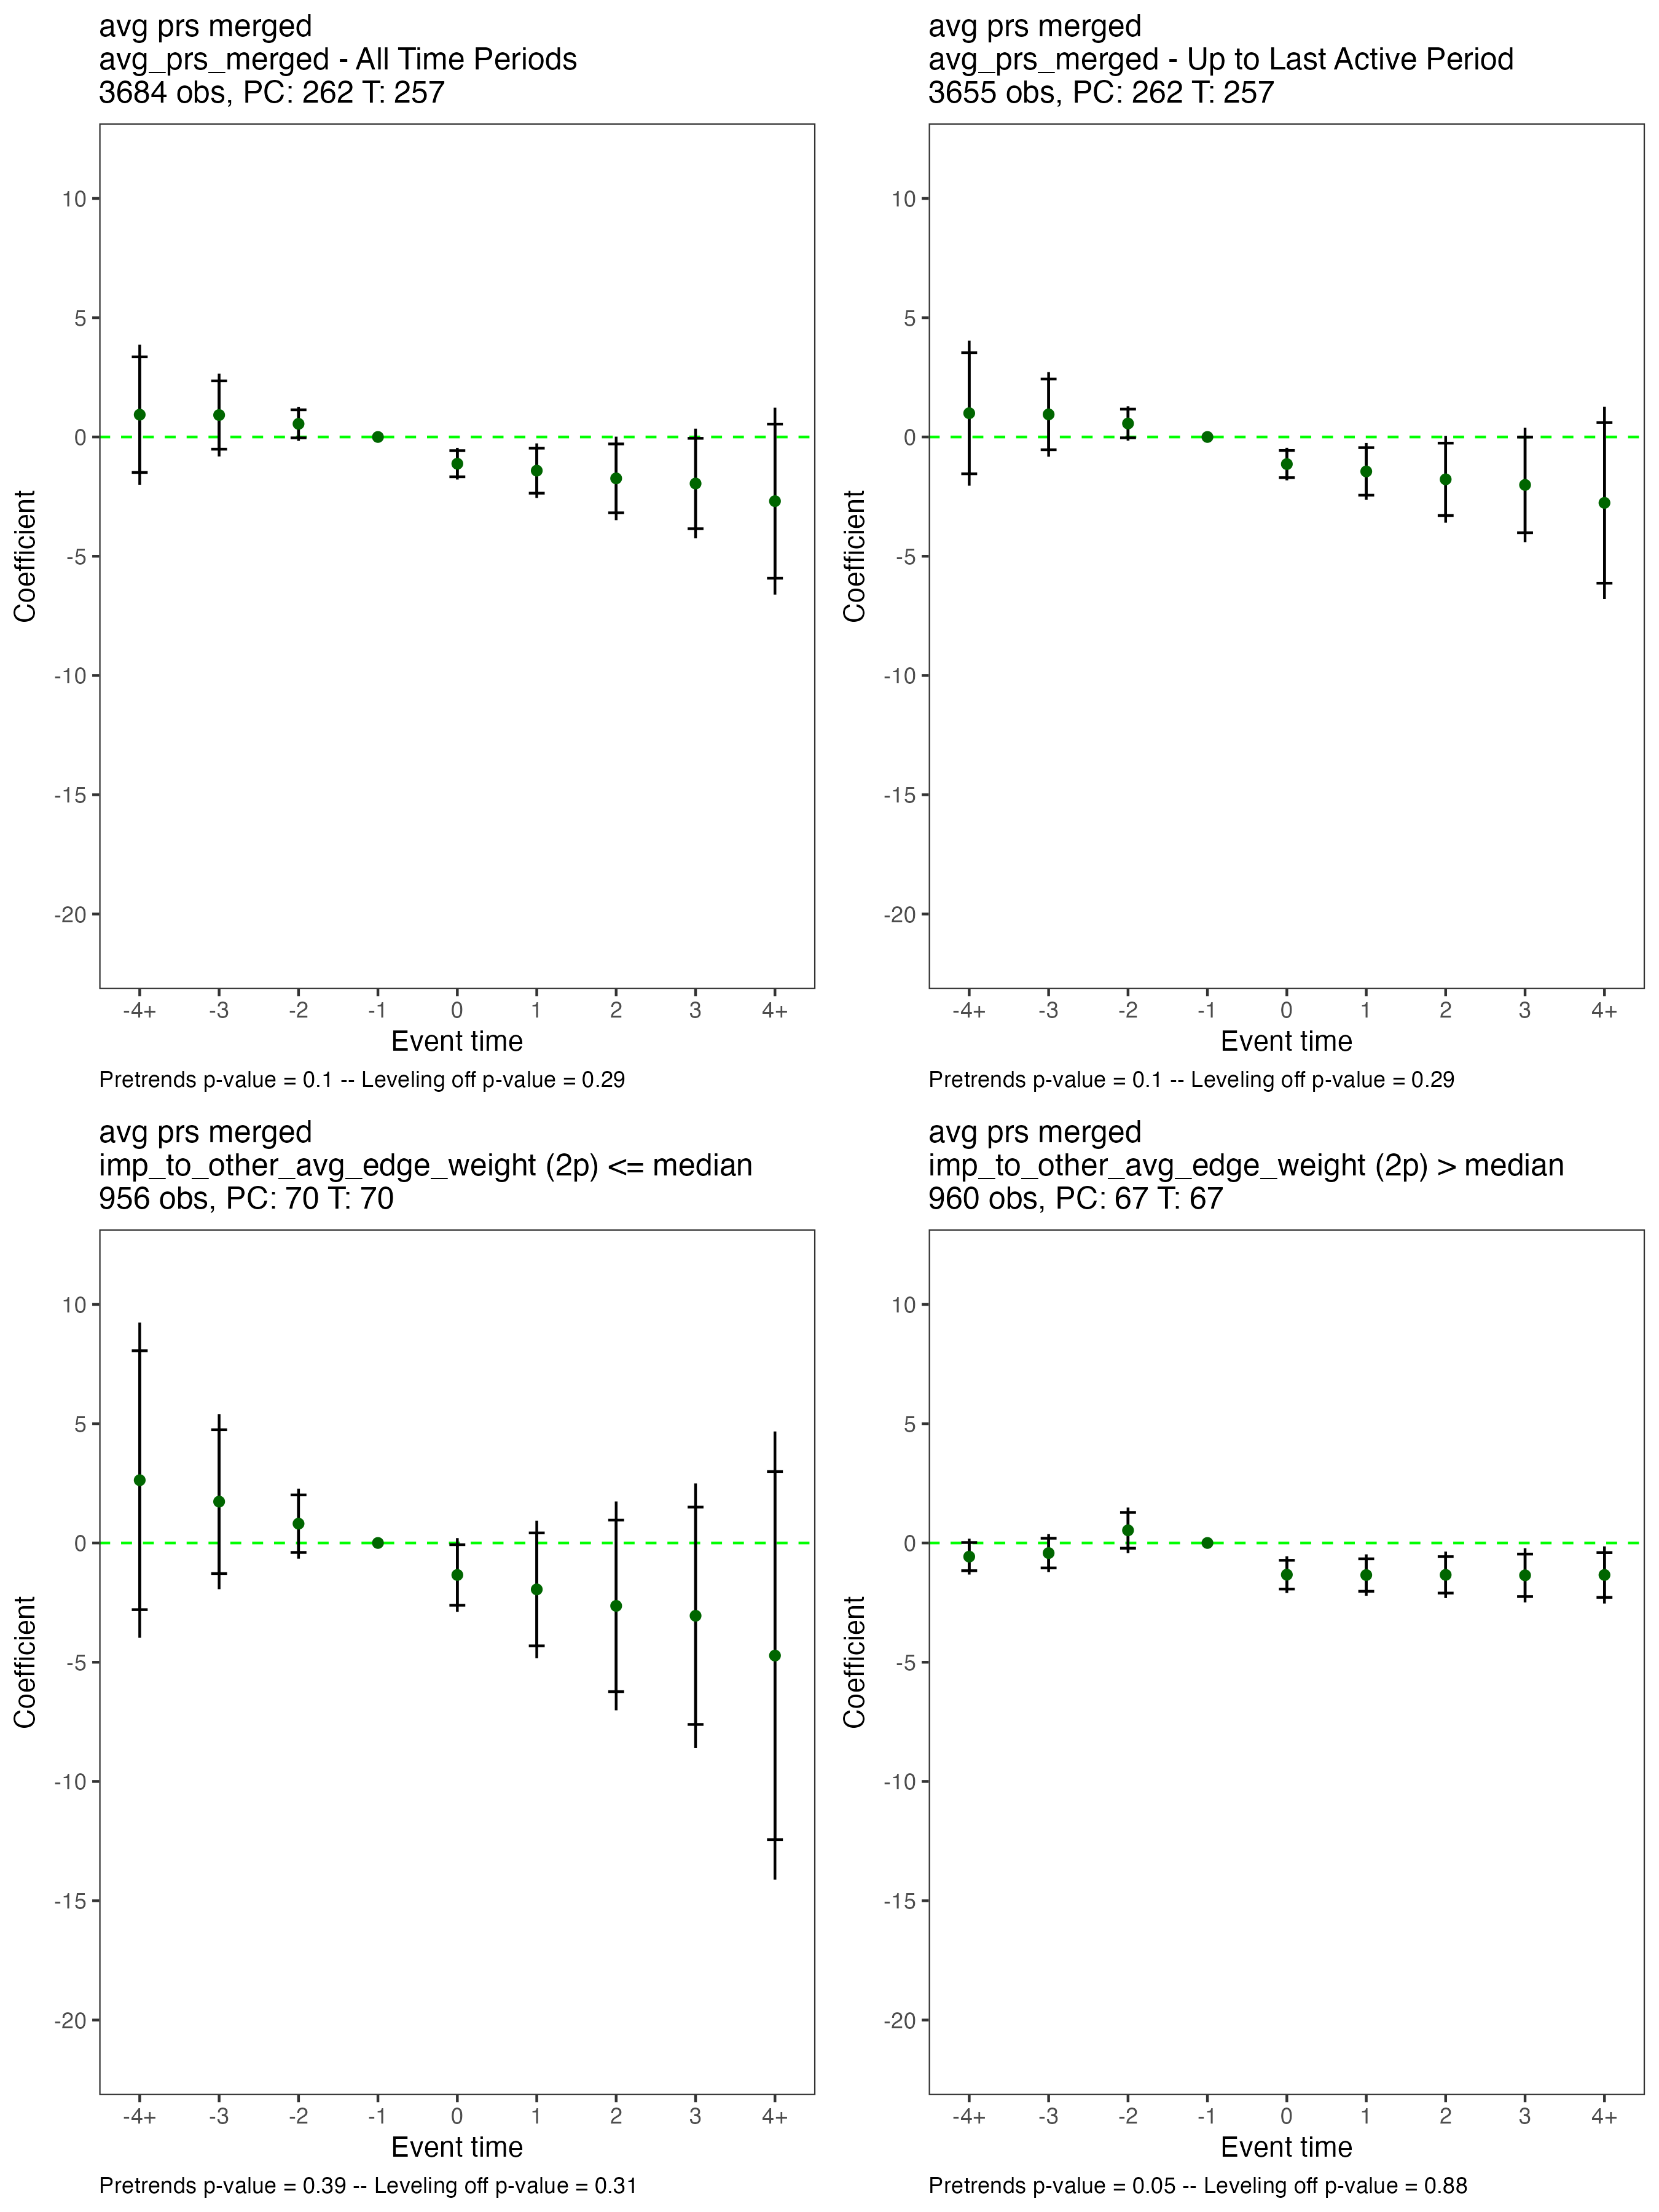 avg prs merged
avg_prs_merged - All Time Periods
3684 obs, PC: 262 T: 257
10
5
0
-5
-10
-15
-20
Coefficient
-4+ -3 -2 -1 0 1 2 3 4+
Event time
Pretrends p-value = 0.1 -- Leveling off p-value = 0.29
avg prs merged
avg_prs_merged - Up to Last Active Period
3655 obs, PC: 262 T: 257
10
5
0
-5
-10
-15
-20
Coefficient
-4+ -3 -2 -1 0 1 2 3 4+
Event time
Pretrends p-value = 0.1 -- Leveling off p-value = 0.29
avg prs merged
imp_to_other_avg_edge_weight (2p) <= median
956 obs, PC: 70 T: 70
10
5
0
-5
-10
-15
-20
Coefficient
-4+ -3 -2 -1 0 1 2 3 4+
Event time
Pretrends p-value = 0.39 -- Leveling off p-value = 0.31
avg prs merged
imp_to_other_avg_edge_weight (2p) > median
960 obs, PC: 67 T: 67
10
5
0
-5
-10
-15
-20
Coefficient
-4+ -3 -2 -1 0 1 2 3 4+
Event time
Pretrends p-value = 0.05 -- Leveling off p-value = 0.88